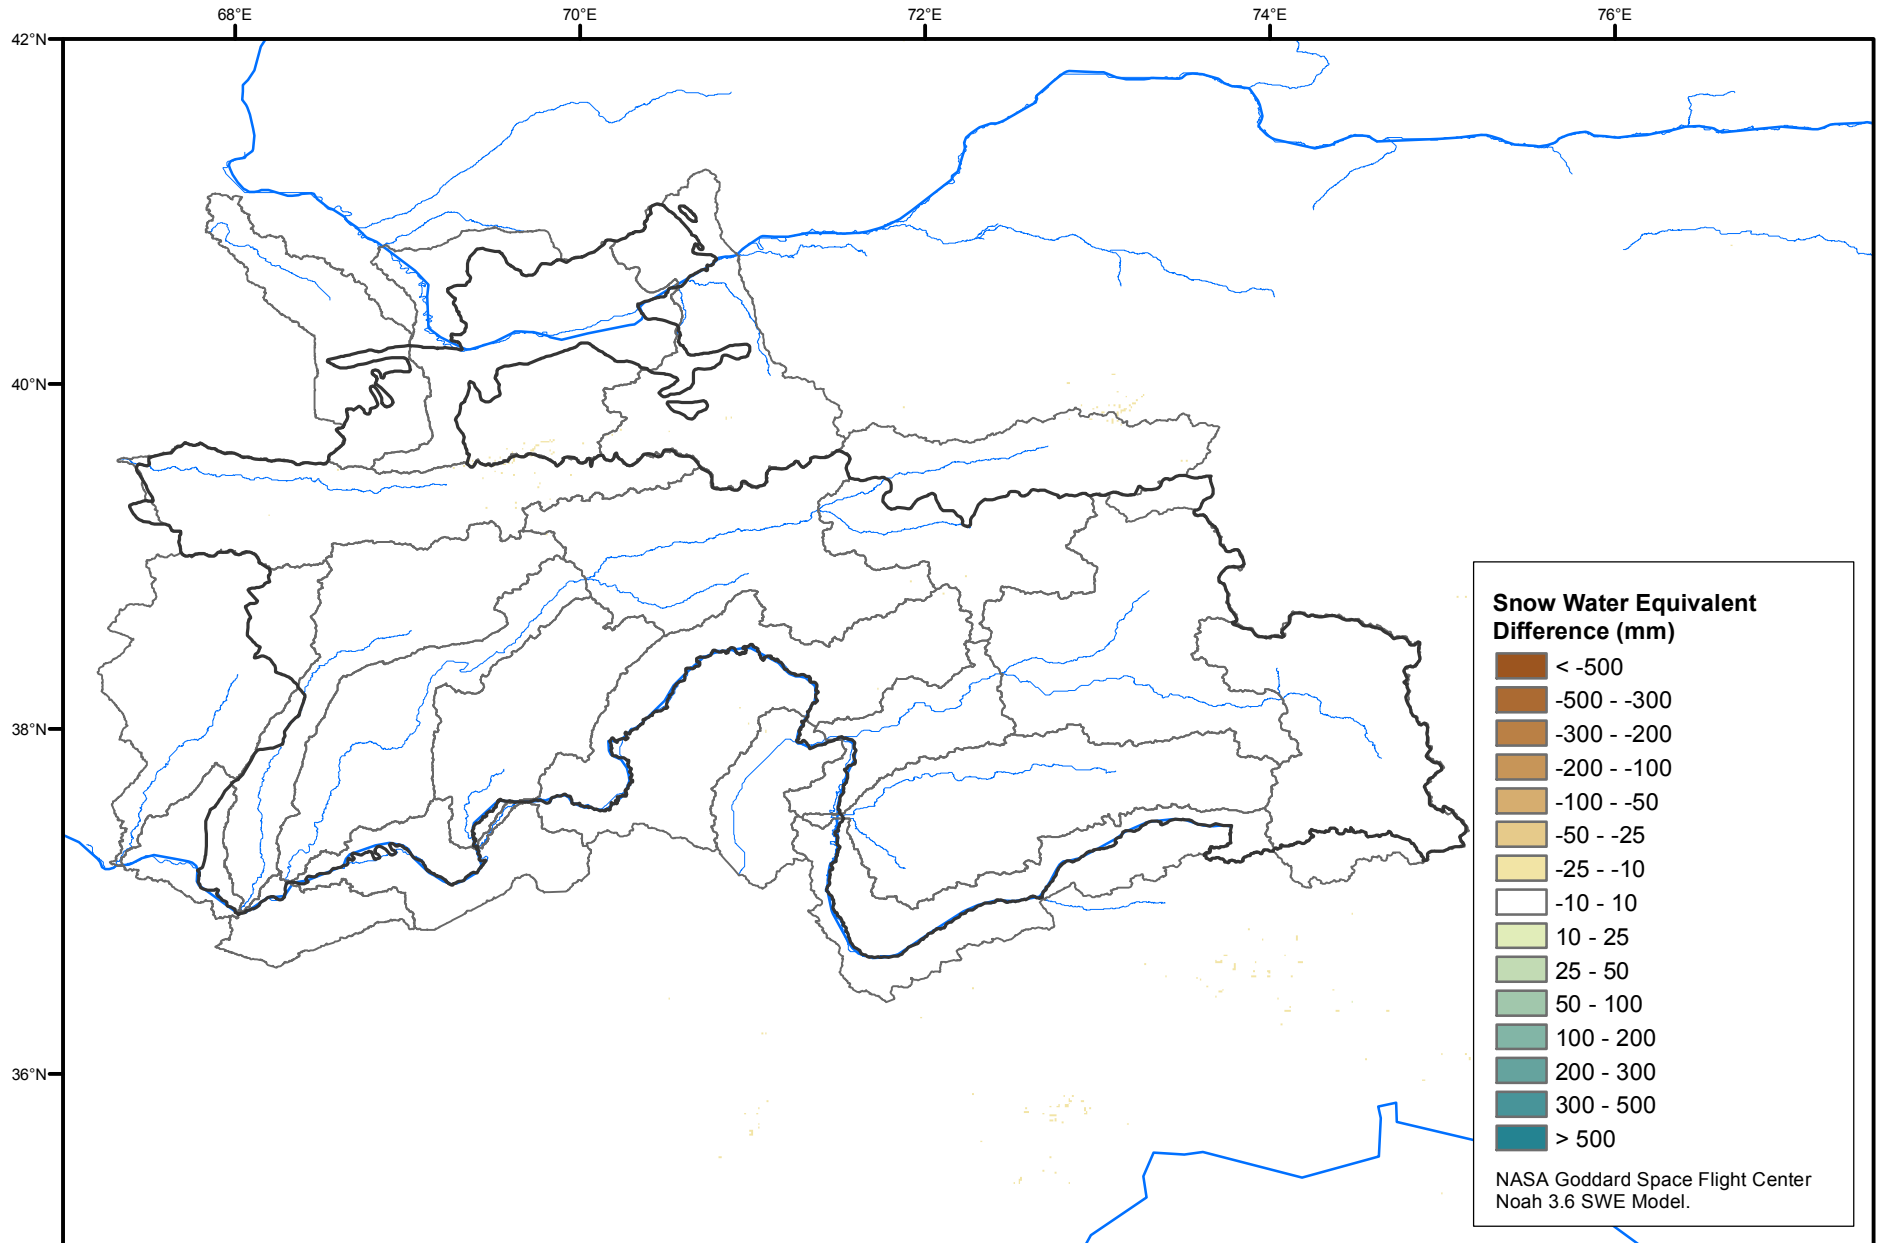 68°E 70°E 72°E 74°E 76°E
42°N
40°N
38°N
36°N
Snow Water Equivalent
Difference (mm)
< -500
-500 - -300
-300 - -200
-200 - -100
-100 - -50
-50 - -25
-25 - -10
-10 - 10
10 - 25
25 - 50
50 - 100
100 - 200
200 - 300
300 - 500
> 500
NASA Goddard Space Flight Center
Noah 3.6 SWE Model.